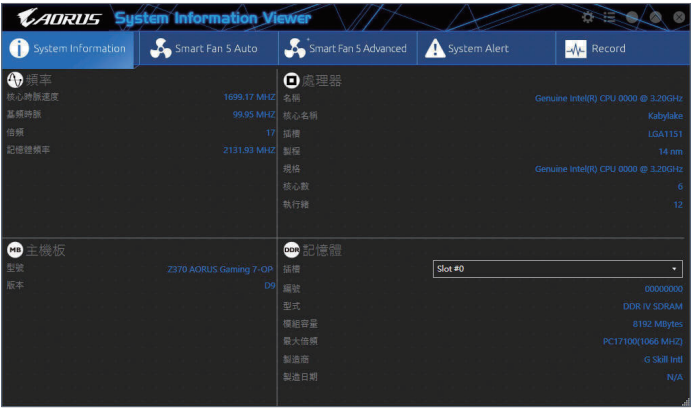 AORUS System Information Viewer
System Information
Smart Fan 5 Auto
Smart Fan 5 Advanced
System Alert
Record
頻率
核心時脈速度 1699.17 MHZ
基頻時脈 99.95 MHZ
倍頻 17
記憶體頻率 2131.93 MHZ
處理器
名稱 Genuine Intel(R) CPU 0000 @ 3.20GHz
核心名稱 Kabylake
插槽 LGA1151
製程 14 nm
規格 Genuine Intel(R) CPU 0000 @ 3.20GHz
核心數 6
執行緒 12
MB 主機板
型號 Z370 AORUS Gaming 7-OP
版本 D9
DDR 記憶體
插槽 Slot #0
編號 00000000
型式 DDR IV SDRAM
模組容量 8192 MBytes
最大倍頻 PC17100(1066 MHZ)
製造廠 G Skill Intl
製造日期 N/A